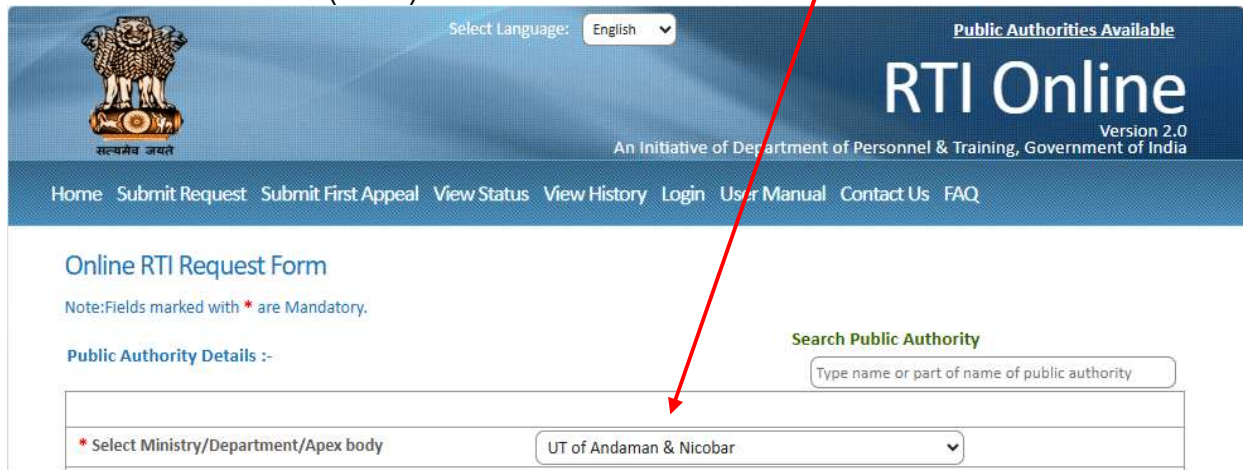 Select Language: English
Public Authorities Available
RTI Online
Version 2.0
An Initiative of Department of Personnel & Training, Government of India
सत्यमेव जयते
Home Submit Request Submit First Appeal View Status View History Login User Manual Contact Us FAQ
Online RTI Request Form
Note:Fields marked with * are Mandatory.
Search Public Authority
Public Authority Details :-
Type name or part of name of public authority
* Select Ministry/Department/Apex body UT of Andaman & Nicobar